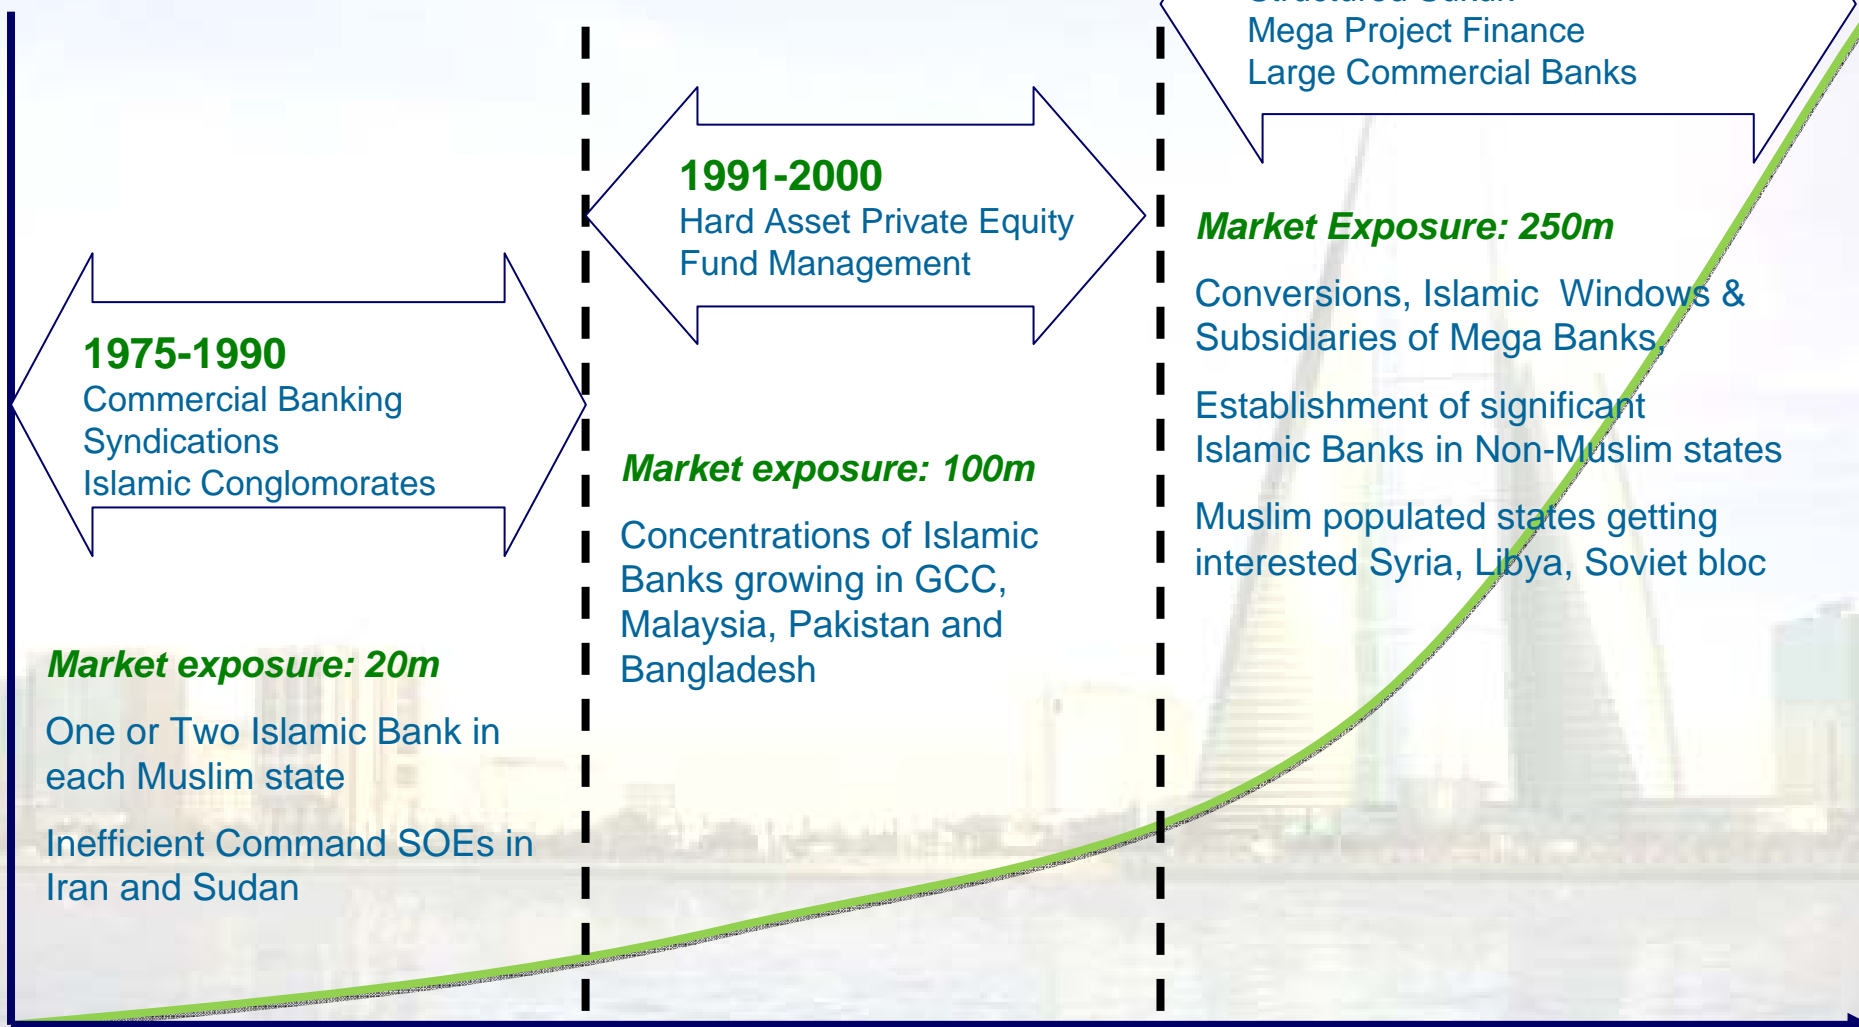 Mega Project Finance
Large Commercial Banks
1991-2000
Hard Asset Private Equity
Fund Management
Market Exposure: 250m
Conversions, Islamic Windows &
Subsidiaries of Mega Banks,
Establishment of significant
Islamic Banks in Non-Muslim states
Muslim populated states getting
interested Syria, Libya, Soviet bloc
1975-1990
Commercial Banking
Syndications
Islamic Conglomorates
Market exposure: 100m
Concentrations of Islamic
Banks growing in GCC,
Malaysia, Pakistan and
Bangladesh
Market exposure: 20m
One or Two Islamic Bank in
each Muslim state
Inefficient Command SOEs in
Iran and Sudan